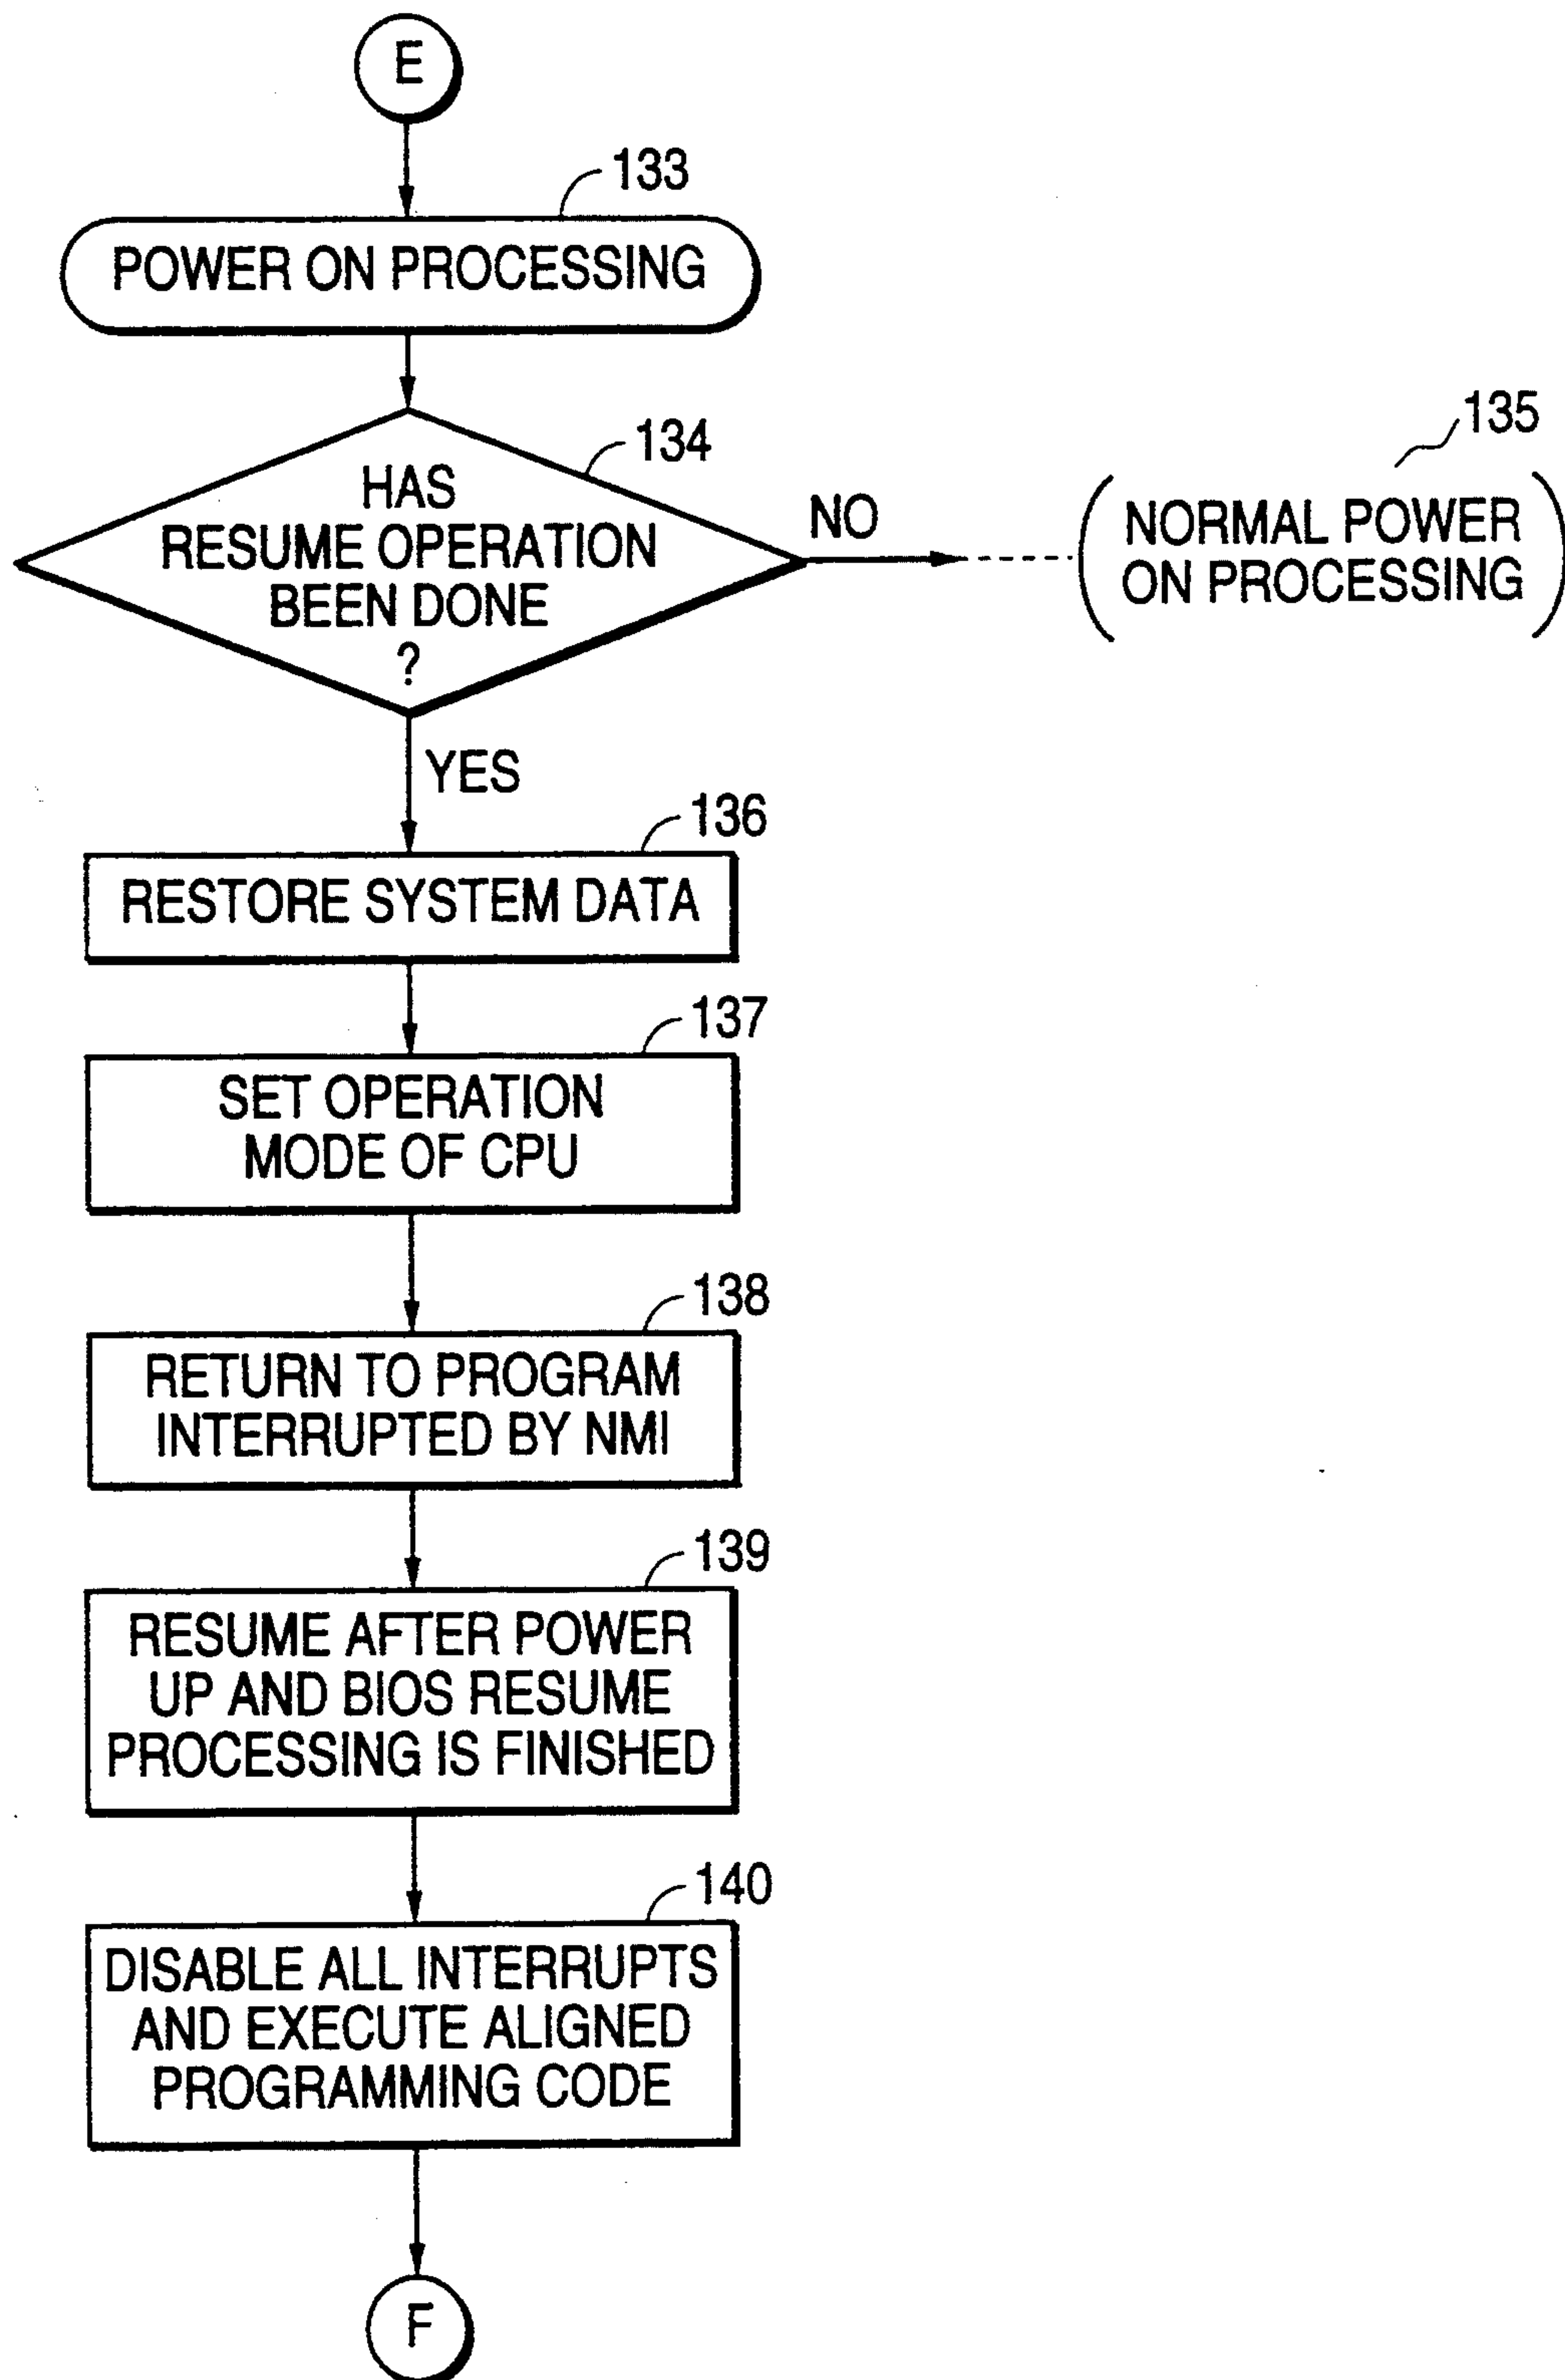 E
133
POWER ON PROCESSING
134
HAS
RESUME OPERATION
BEEN DONE
?
NO
135
NORMAL POWER
ON PROCESSING
YES
136
RESTORE SYSTEM DATA
137
SET OPERATION
MODE OF CPU
138
RETURN TO PROGRAM
INTERRUPTED BY NMI
139
RESUME AFTER POWER
UP AND BIOS RESUME
PROCESSING IS FINISHED
140
DISABLE ALL INTERRUPTS
AND EXECUTE ALIGNED
PROGRAMMING CODE
F